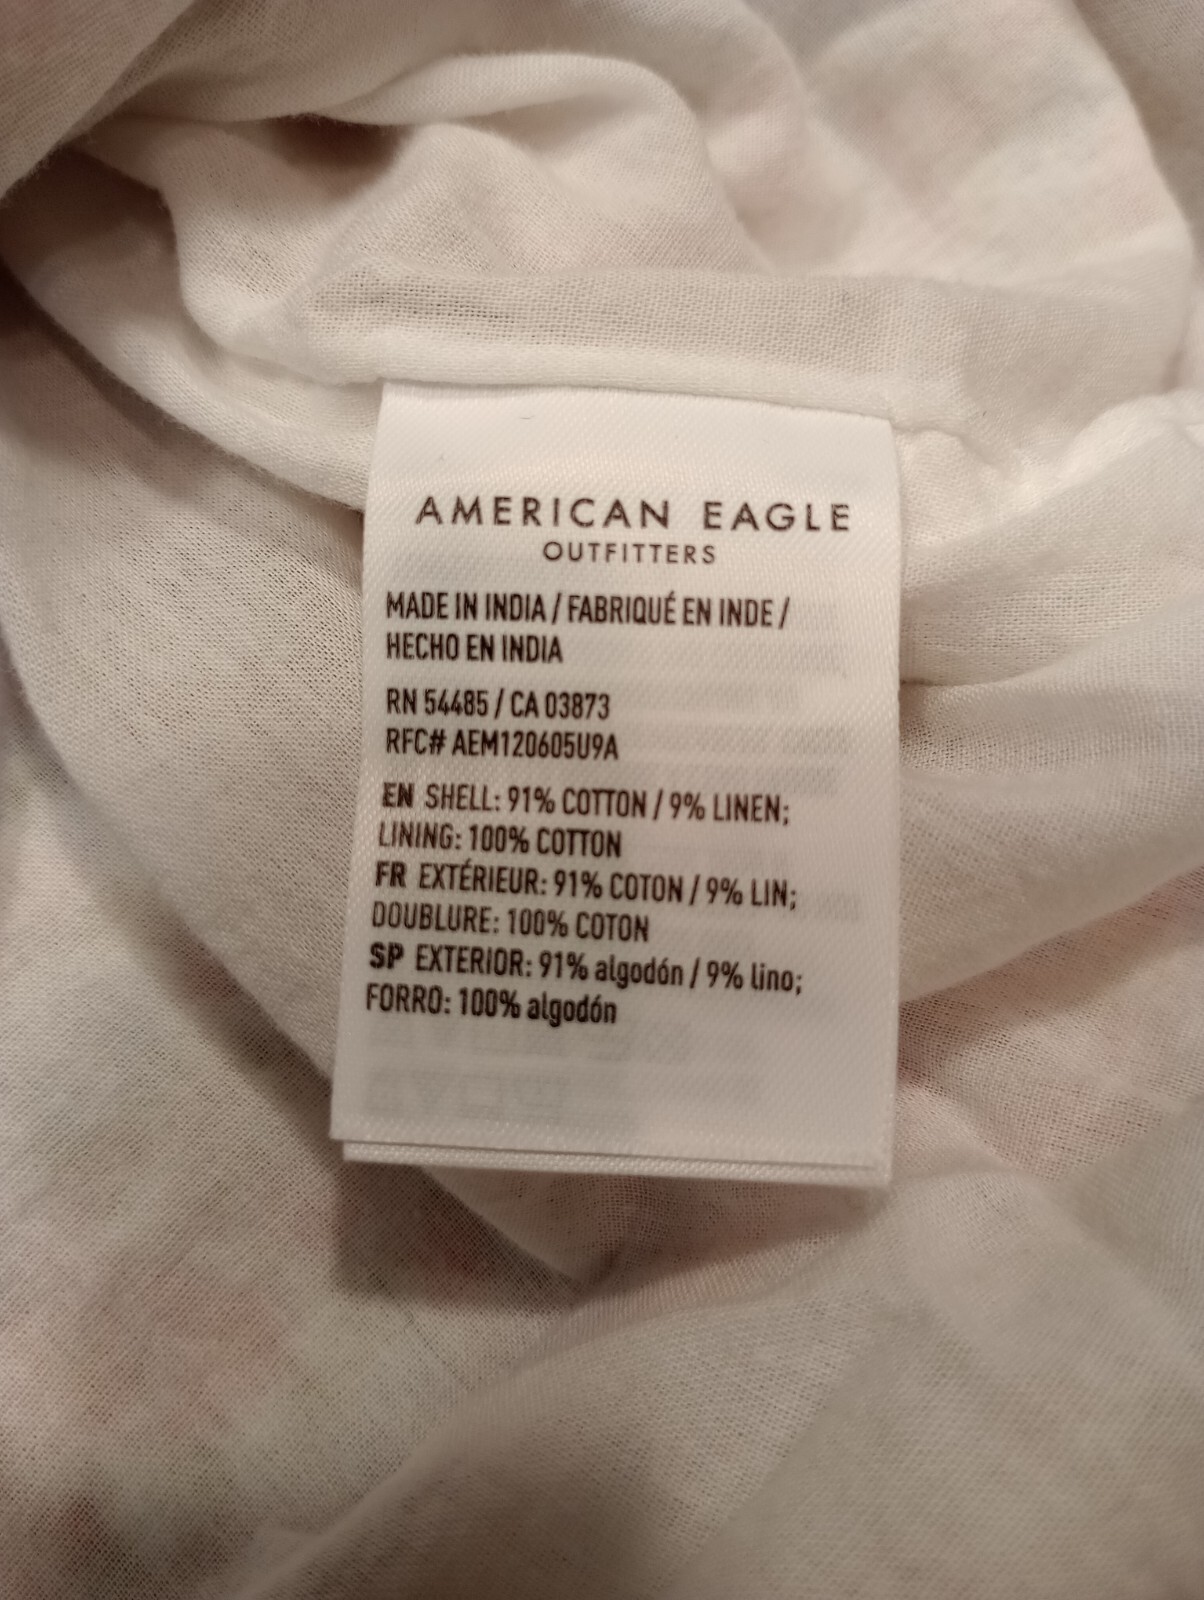 AMERICAN EAGLE
OUTFITTERS
MADE IN INDIA / FABRIQUÉ EN INDE /
HECHO EN INDIA
RN 54485 / CA 03873
RFC# AEM120605U9A
EN SHELL: 91% COTTON / 9% LINEN;
LINING: 100% COTTON
FR EXTÉRIEUR: 91% COTON / 9% LIN;
DOUBLURE: 100% COTON
SP EXTERIOR: 91% algodón / 9% lino;
FORRO: 100% algodón